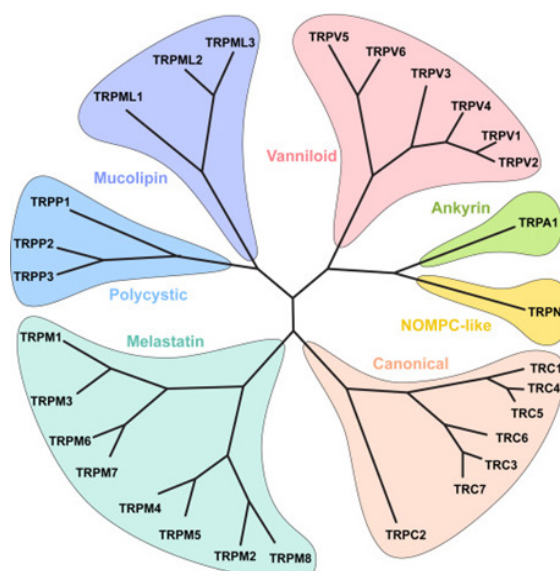 TRPML3
TRPML2
TRPML1
Mucolipin
TRPV5
TRPV6
TRPV3
TRPV4
TRPV1
TRPV2
Vanniloid
Ankyrin
TRPA1
TRPP1
TRPP2
TRPP3
Polycystic
TRPN
NOMPC-like
Melastatin
TRPM1
TRPM3
TRPM6
TRPM7
TRPM4
TRPM5
TRPM2
TRPM8
Canonical
TRC1
TRC4
TRC5
TRC6
TRC3
TRC7
TRPC2